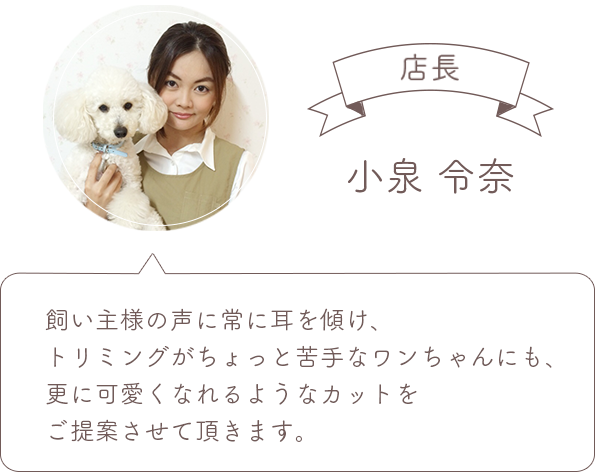 店長
小泉 令奈
飼い主様の声に常に耳を傾け、
トリミングがちょっと苦手なワンちゃんにも、
更に可愛くなれるようなカットを
ご提案させて頂きます。